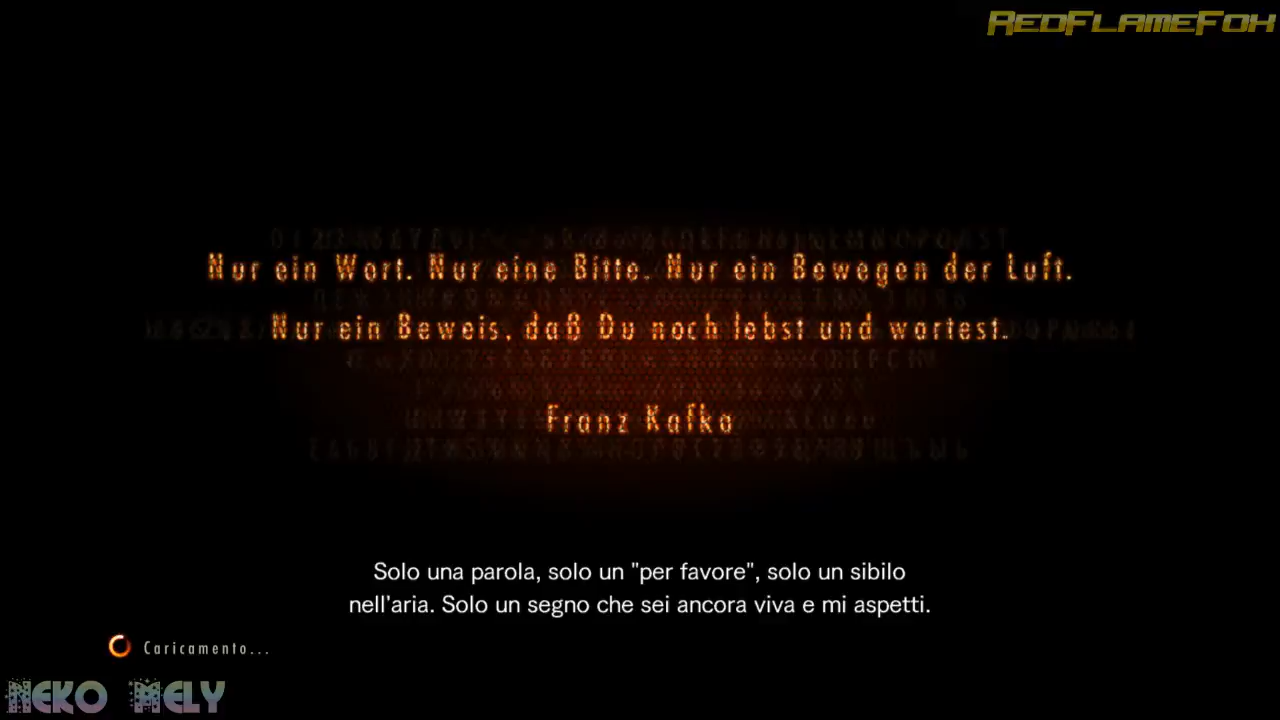 RedFlameFox
Nur ein Wort. Nur eine Bitte. Nur ein Bewegen der Luft.
Nur ein Beweis, daß Du noch lebst und wartest.
Franz Kafka
Solo una parola, solo un "per favore", solo un sibilo
nell'aria. Solo un segno che sei ancora viva e mi aspetti.
Caricamento...
Neko Mely